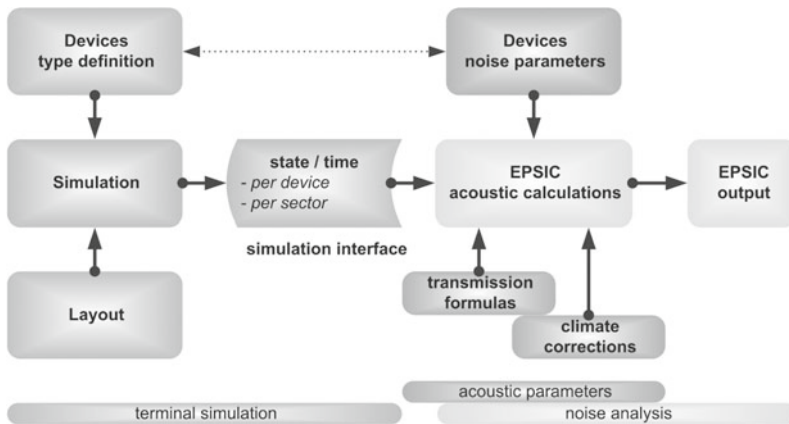 Devices
type definition
Devices
noise parameters
Simulation
state / time
- per device
- per sector
EPSIC
acoustic calculations
EPSIC
output
simulation interface
Layout
transmission
formulas
climate
corrections
acoustic parameters
terminal simulation
noise analysis